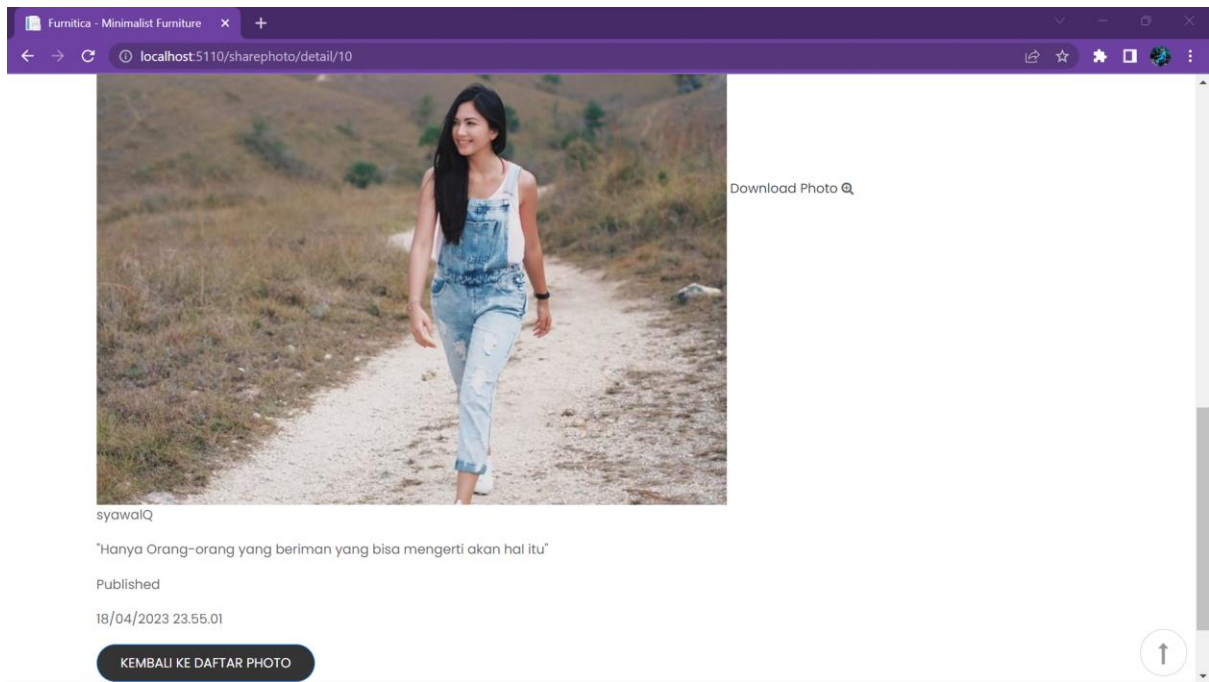 Furnitica - Minimalist Furniture
localhost:5110/sharephoto/detail/10
Download Photo
syawalQ
"Hanya Orang-orang yang beriman yang bisa mengerti akan hal itu"
Published
18/04/2023 23.55.01
KEMBALI KE DAFTAR PHOTO